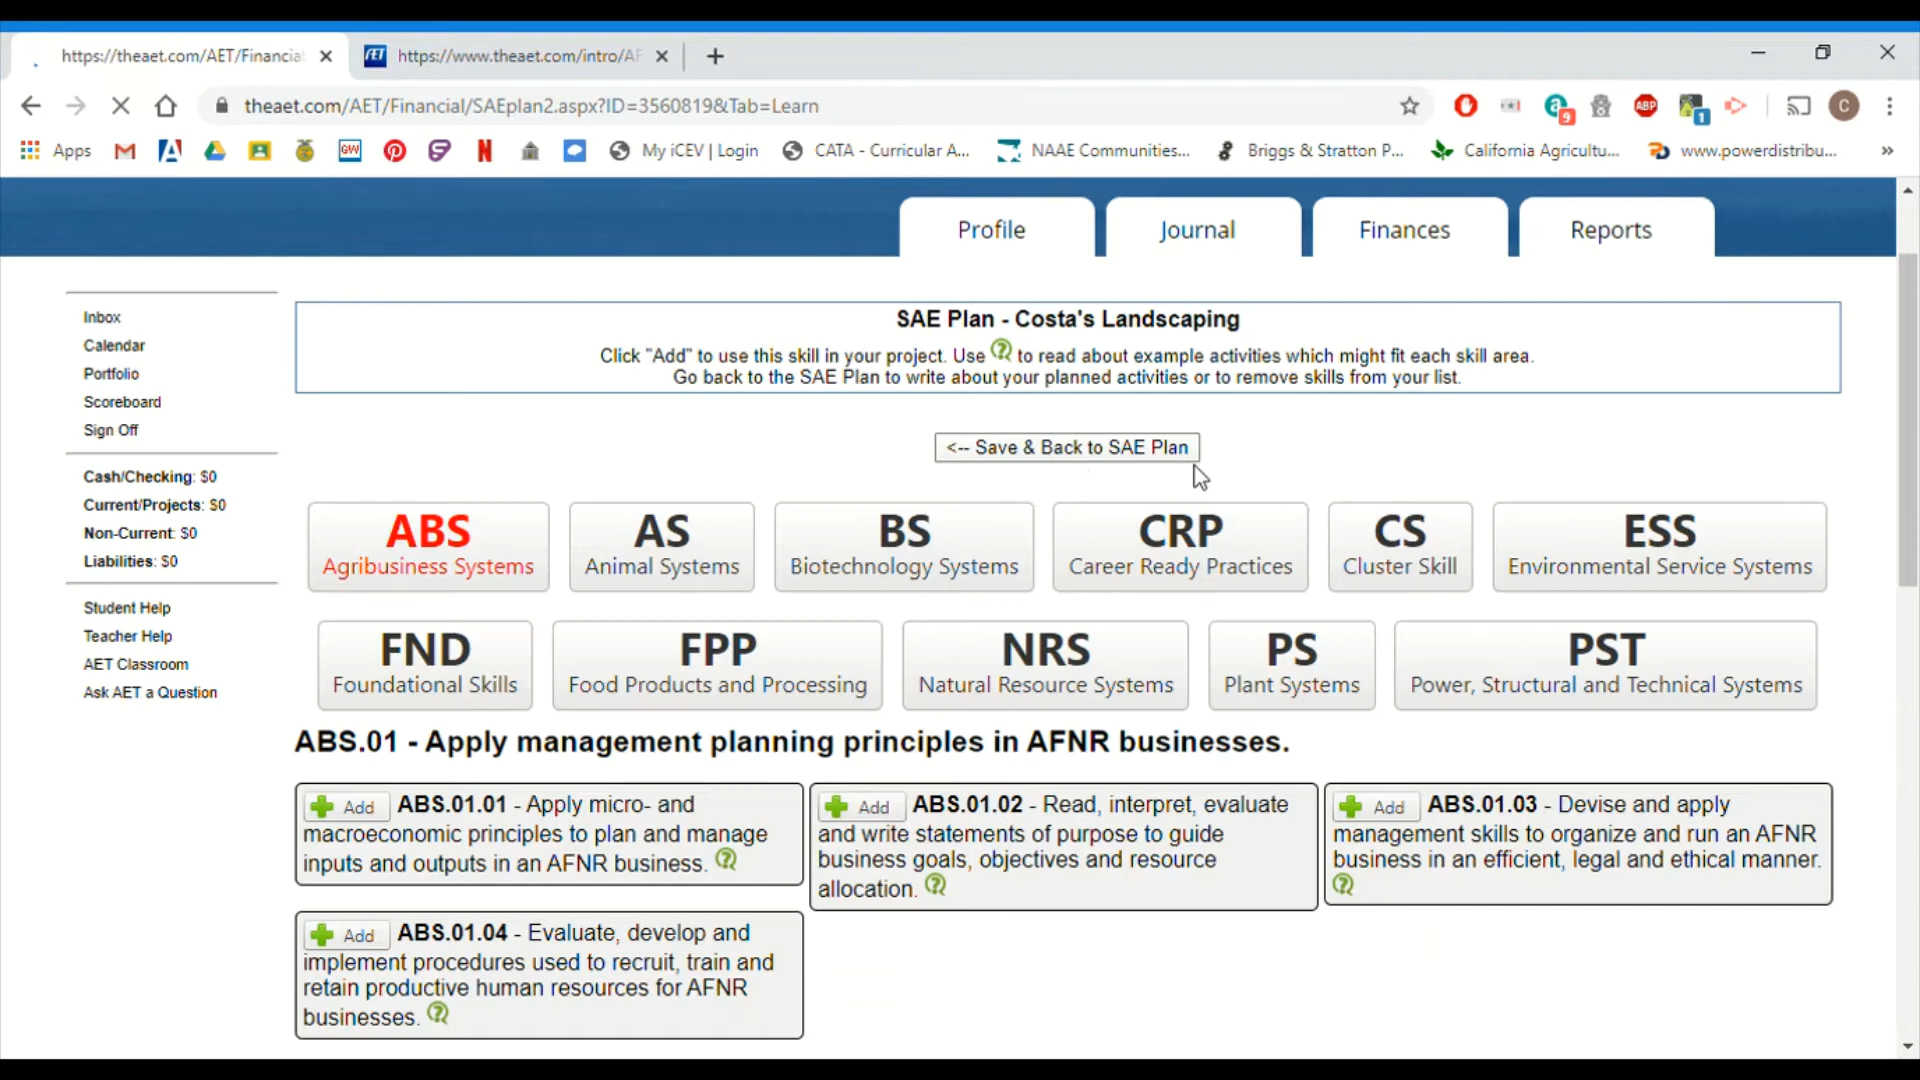 https://theaet.com/AET/Financia
https://www.theaet.com/intro/AE
theaet.com/AET/Financial/SAEplan2.aspx?ID=3560819&Tab=Learn
9
ABP
1
C
Apps
GW
My iCEV | Login
CATA - Curricular A...
NAAE Communities...
Briggs & Stratton P...
California Agricultu...
www.powerdistribu...
»
Profile
Journal
Finances
Reports
Inbox
Calendar
Portfolio
Scoreboard
Sign Off
Cash/Checking: $0
Current/Projects: $0
Non-Current: $0
Liabilities: $0
Student Help
Teacher Help
AET Classroom
Ask AET a Question
SAE Plan - Costa's Landscaping
Click "Add" to use this skill in your project. Use ? to read about example activities which might fit each skill area.
Go back to the SAE Plan to write about your planned activities or to remove skills from your list.
<-- Save & Back to SAE Plan
ABS
Agribusiness Systems
AS
Animal Systems
BS
Biotechnology Systems
CRP
Career Ready Practices
CS
Cluster Skill
ESS
Environmental Service Systems
FND
Foundational Skills
FPP
Food Products and Processing
NRS
Natural Resource Systems
PS
Plant Systems
PST
Power, Structural and Technical Systems
ABS.01 - Apply management planning principles in AFNR businesses.
Add ABS.01.01 - Apply micro- and
macroeconomic principles to plan and manage
inputs and outputs in an AFNR business. ?
Add ABS.01.02 - Read, interpret, evaluate
and write statements of purpose to guide
business goals, objectives and resource
allocation. ?
Add ABS.01.03 - Devise and apply
management skills to organize and run an AFNR
business in an efficient, legal and ethical manner.
?
Add ABS.01.04 - Evaluate, develop and
implement procedures used to recruit, train and
retain productive human resources for AFNR
businesses. ?